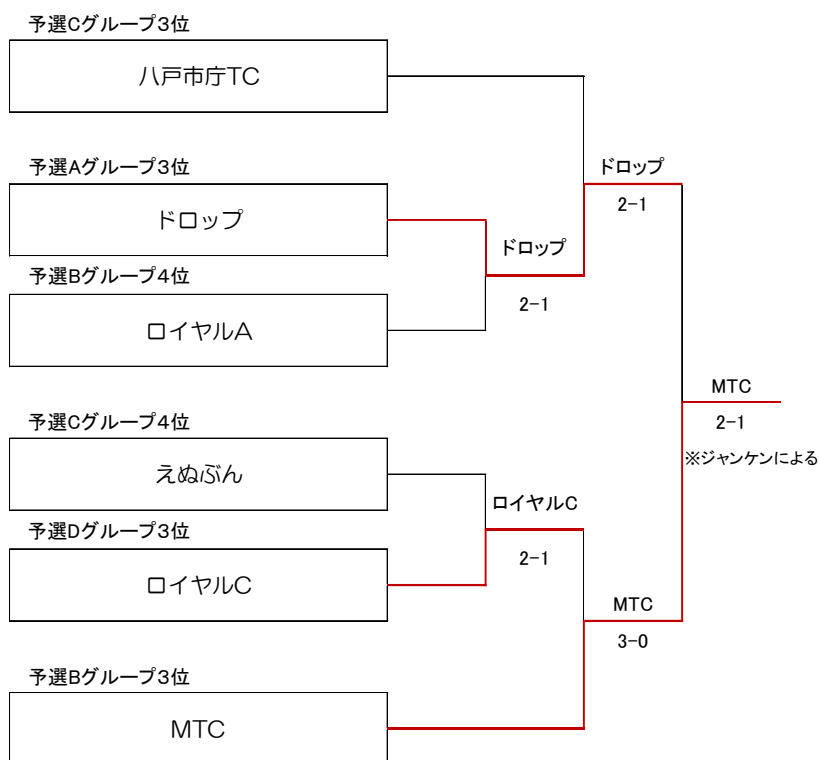 予選Cグループ3位
八戸市庁TC
予選Aグループ3位
ドロップ
ドロップ
2-1
予選Bグループ4位
ロイヤルA
ドロップ
2-1
MTC
2-1
※ジャンケンによる
予選Cグループ4位
えぬぶん
ロイヤルC
2-1
予選Dグループ3位
ロイヤルC
MTC
3-0
予選Bグループ3位
MTC